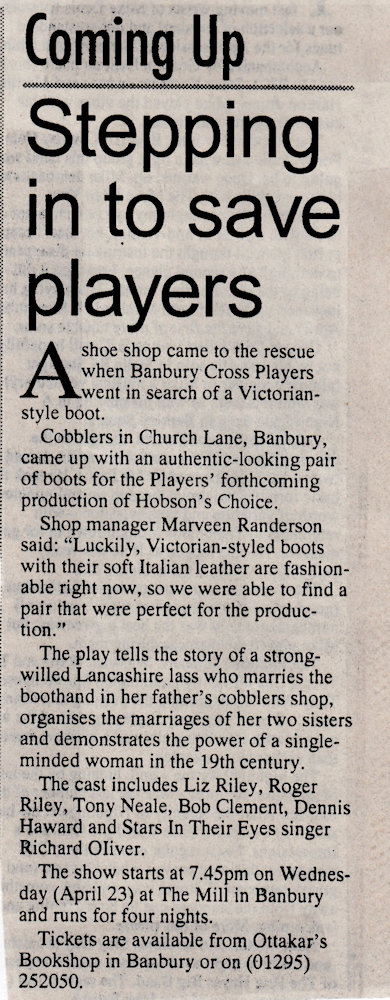 Coming Up
Stepping
in to save
players
A shoe shop came to the rescue
when Banbury Cross Players
went in search of a Victorian-
style boot.
Cobblers in Church Lane, Banbury,
came up with an authentic-looking pair
of boots for the Players’ forthcoming
production of Hobson’s Choice.
Shop manager Marveen Randerson
said: “Luckily, Victorian-styled boots
with their soft Italian leather are fashion-
able right now, so we were able to find a
pair that were perfect for the produc-
tion.”
The play tells the story of a strong-
willed Lancashire lass who marries the
boothand in her father’s cobblers shop,
organises the marriages of her two sisters
and demonstrates the power of a single-
minded woman in the 19th century.
The cast includes Liz Riley, Roger
Riley, Tony Neale, Bob Clement, Dennis
Haward and Stars In Their Eyes singer
Richard Oliver.
The show starts at 7.45pm on Wednes-
day (April 23) at The Mill in Banbury
and runs for four nights.
Tickets are available from Ottakar’s
Bookshop in Banbury or on (01295)
252050.